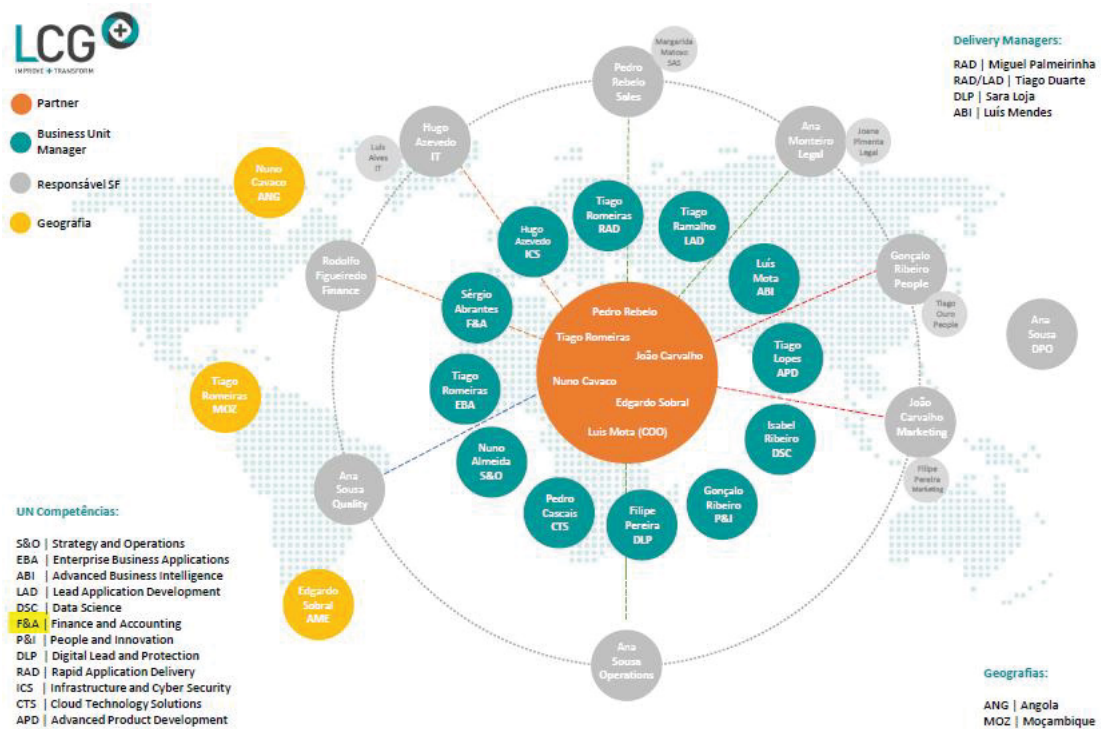 LCG
IMPROVE + TRANSFORM
Partner
Business Unit
Manager
Responsável SF
Geografia
Delivery Managers:
RAD | Miguel Palmeirinha
RAD/LAD | Tiago Duarte
DLP | Sara Loja
ABI | Luís Mendes
Margarida
Matoso
SAS
Pedro
Rebelo
Sales
Hugo
Azevedo
IT
Luís
Alves
IT
Ana
Monteiro
Legal
Joana
Pimenta
Legal
Nuno
Cavaco
ANG
Rodolfo
Figueiredo
Finance
Gonçalo
Ribeiro
People
Tiago
Ouro
People
Ana
Sousa
DPO
Tiago
Romeiras
RAD
Tiago
Ramalho
LAD
Hugo
Azevedo
ICS
Luís
Mota
ABI
Sérgio
Abrantes
F&A
Tiago
Lopes
APD
Tiago
Romeiras
EBA
Isabel
Ribeiro
DSC
Nuno
Almeida
S&O
Pedro
Cascais
CTS
Filipe
Pereira
DLP
Gonçalo
Ribeiro
P&I
Pedro Rebelo
Tiago Romeiras
João Carvalho
Nuno Cavaco
Edgardo Sobral
Luis Mota (COO)
Tiago
Romeiras
MOZ
João
Carvalho
Marketing
Filipe
Pereira
Marketing
Ana
Sousa
Quality
Edgardo
Sobral
AME
Ana
Sousa
Operations
UN Competências:
S&O | Strategy and Operations
EBA | Enterprise Business Applications
ABI | Advanced Business Intelligence
LAD | Lead Application Development
DSC | Data Science
F&A | Finance and Accounting
P&I | People and Innovation
DLP | Digital Lead and Protection
RAD | Rapid Application Delivery
ICS | Infrastructure and Cyber Security
CTS | Cloud Technology Solutions
APD | Advanced Product Development
Geografias:
ANG | Angola
MOZ | Moçambique